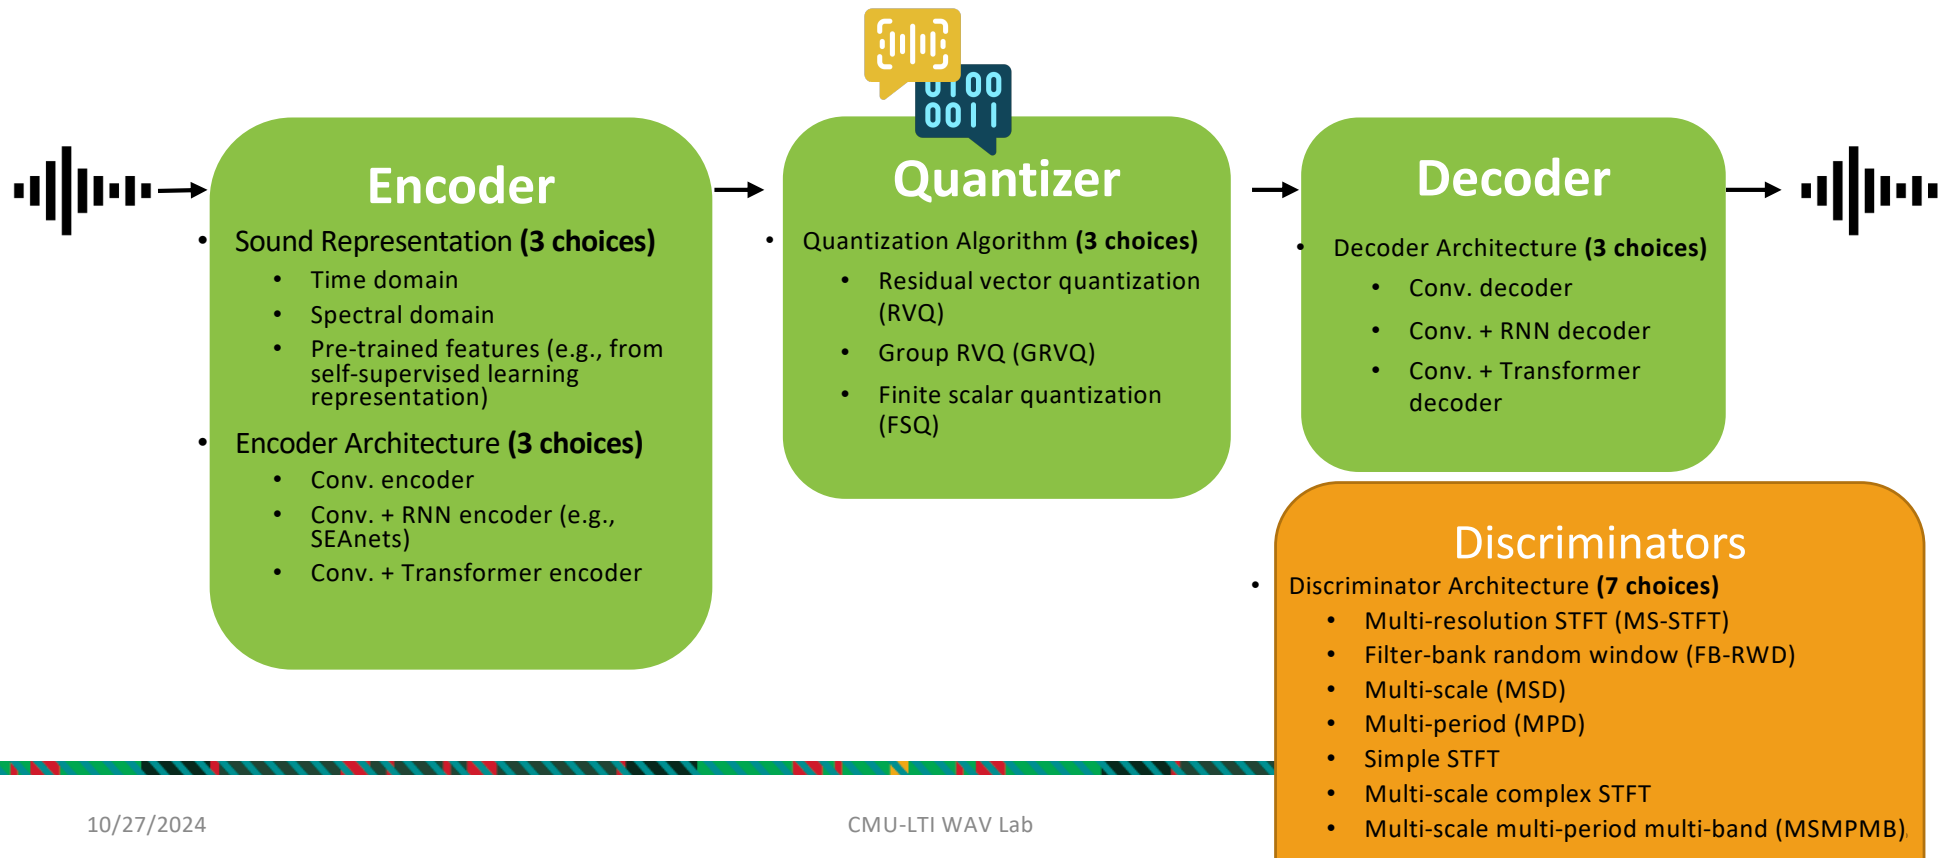 0100
0011
Encoder
• Sound Representation (3 choices)
• Time domain
• Spectral domain
• Pre-trained features (e.g., from
self-supervised learning
representation)
• Encoder Architecture (3 choices)
• Conv. encoder
• Conv. + RNN encoder (e.g.,
SEAnets)
• Conv. + Transformer encoder
Quantizer
• Quantization Algorithm (3 choices)
• Residual vector quantization
(RVQ)
• Group RVQ (GRVQ)
• Finite scalar quantization
(FSQ)
Decoder
• Decoder Architecture (3 choices)
• Conv. decoder
• Conv. + RNN decoder
• Conv. + Transformer
decoder
Discriminators
• Discriminator Architecture (7 choices)
• Multi-resolution STFT (MS-STFT)
• Filter-bank random window (FB-RWD)
• Multi-scale (MSD)
• Multi-period (MPD)
• Simple STFT
• Multi-scale complex STFT
• Multi-scale multi-period multi-band (MSMPMB)
10/27/2024
CMU-LTI WAV Lab